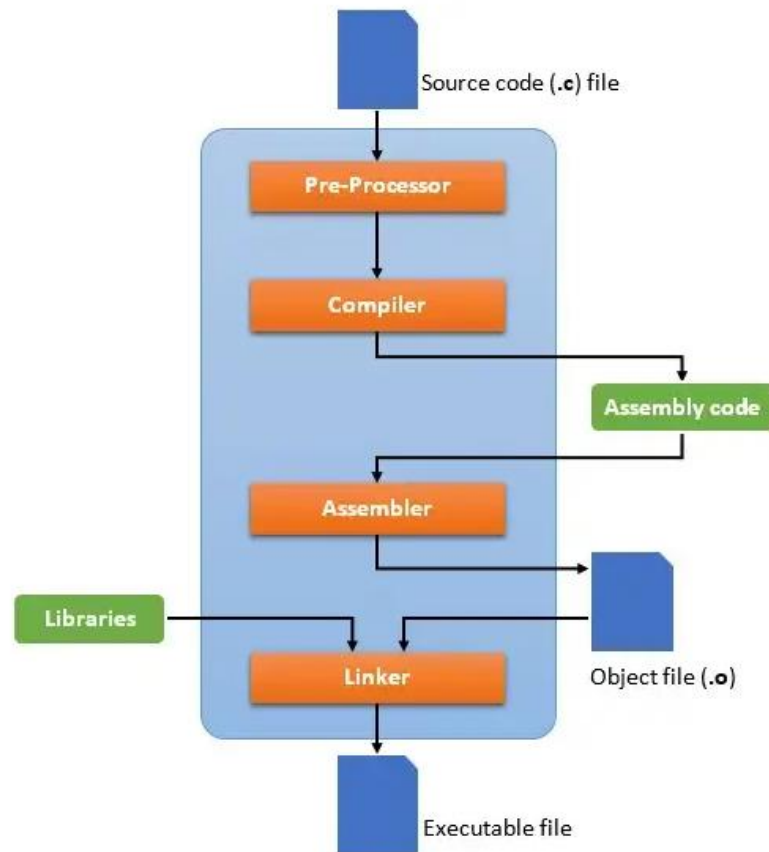 Source code (.c) file
Pre-Processor
Compiler
Assembly code
Assembler
Libraries
Linker
Object file (.o)
Executable file